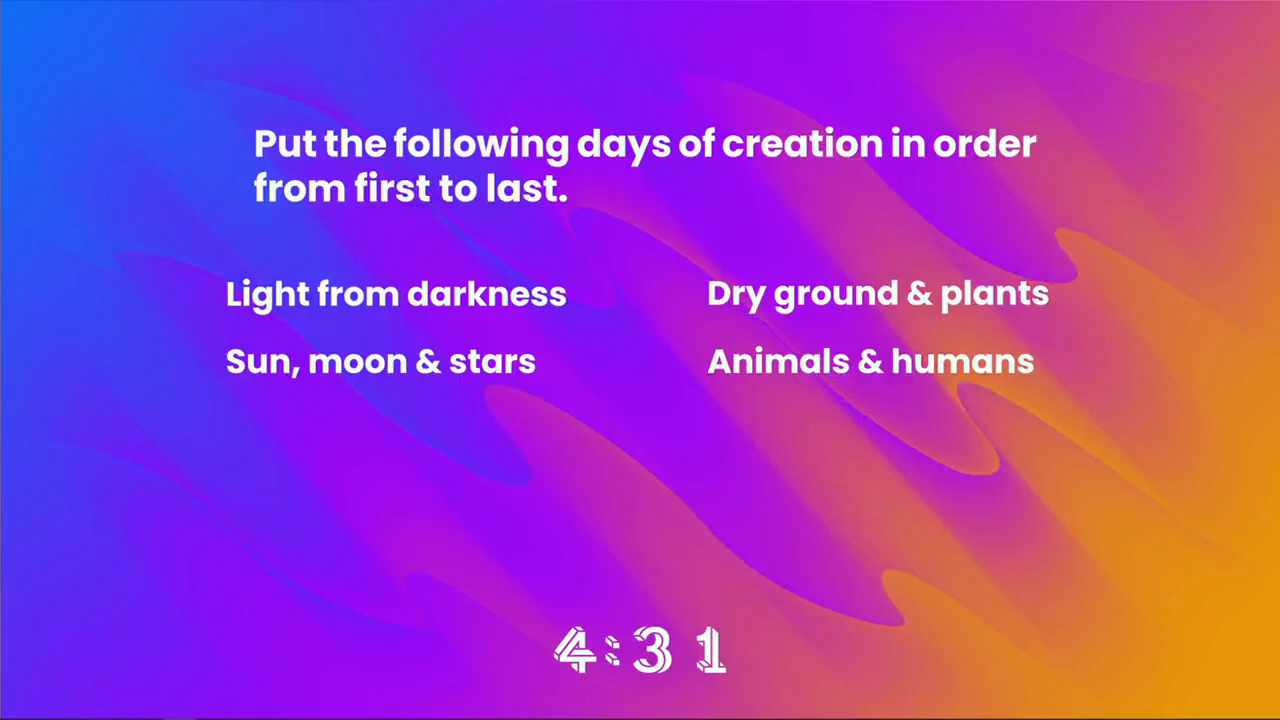 Put the following days of creation in order
from first to last.
Light from darkness
Dry ground & plants
Sun, moon & stars
Animals & humans
4:31